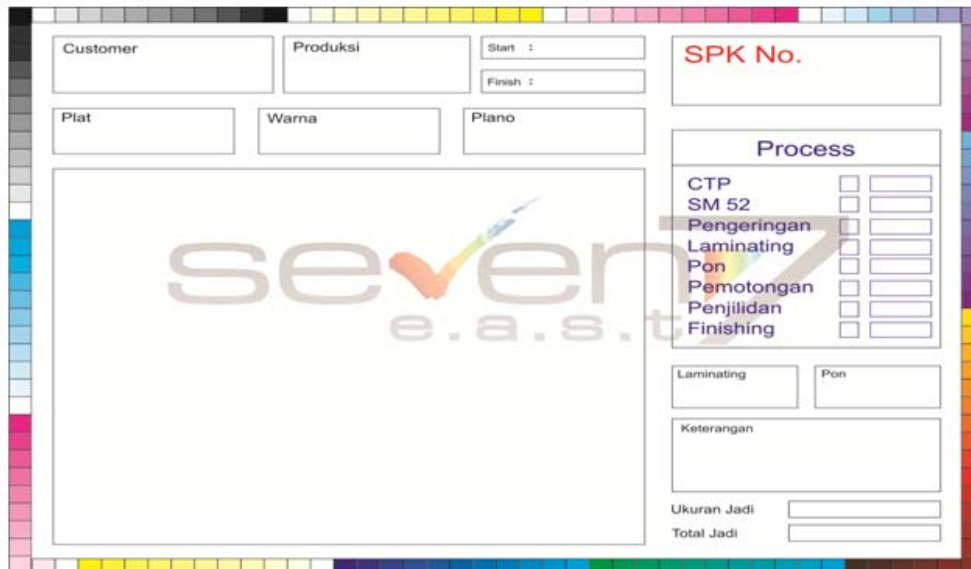 Customer
Produksi
Start :
Finish :
SPK No.
Plat
Warna
Plano
Process
CTP
SM 52
Pengeringan
Laminating
Pon
Pemotongan
Penjilidan
Finishing
seven7
e.a.s.t
Laminating
Pon
Keterangan
Ukuran Jadi
Total Jadi